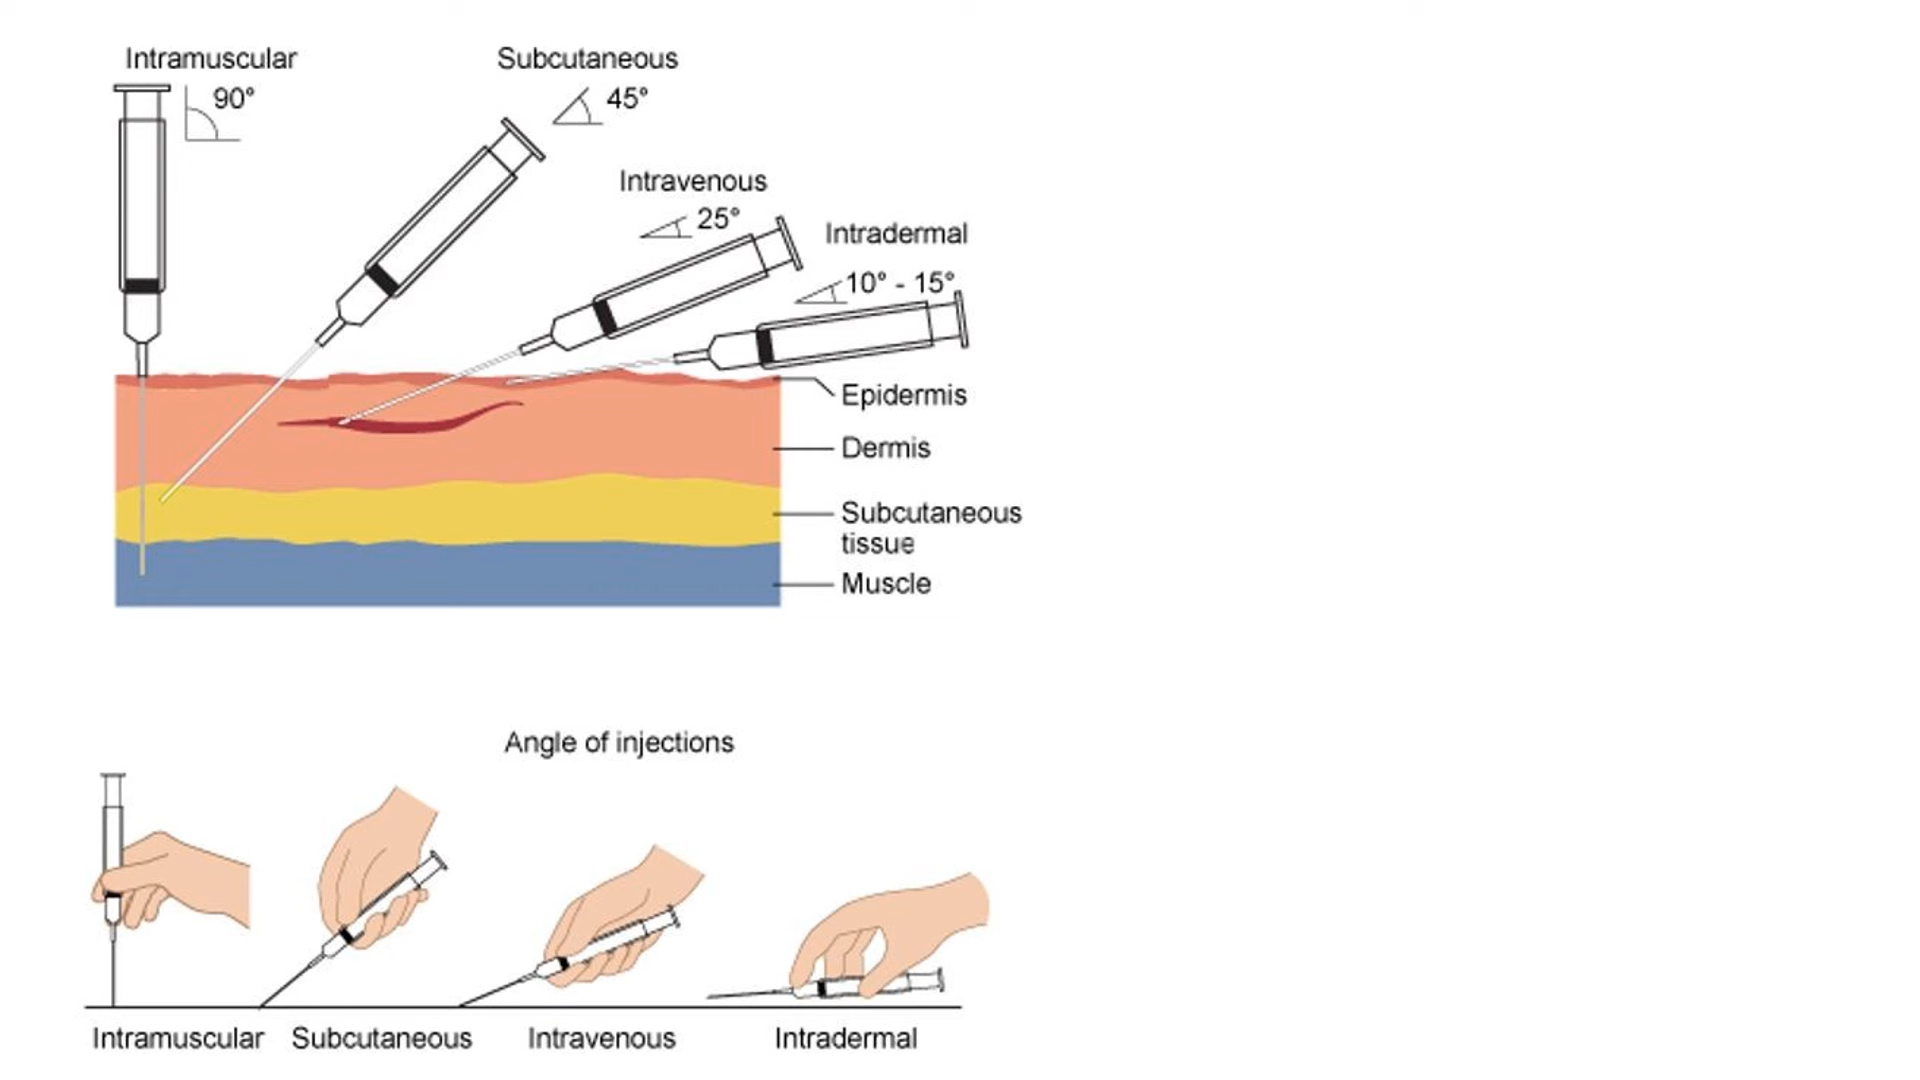 Intramuscular
90°
Subcutaneous
45°
Intravenous
25°
Intradermal
10° - 15°
Epidermis
Dermis
Subcutaneous
tissue
Muscle
Angle of injections
Intramuscular
Subcutaneous
Intravenous
Intradermal